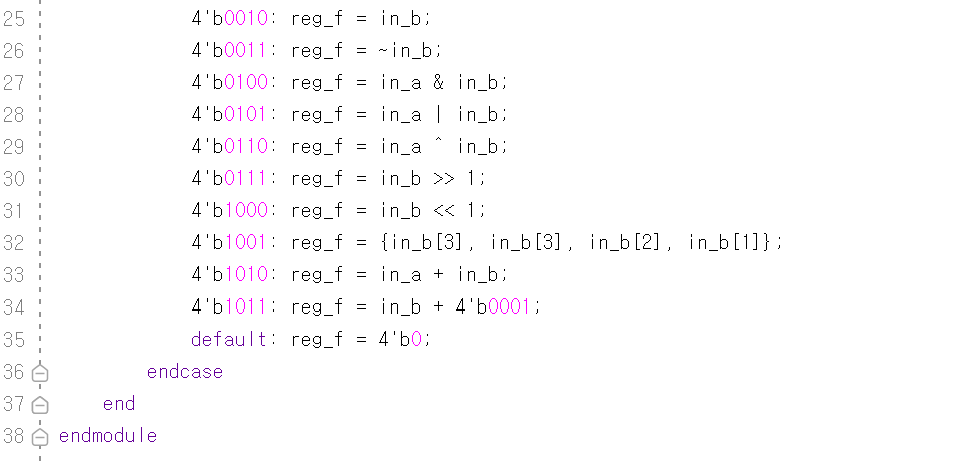 25 4'b0010: reg_f = in_b;
26 4'b0011: reg_f = ~in_b;
27 4'b0100: reg_f = in_a & in_b;
28 4'b0101: reg_f = in_a | in_b;
29 4'b0110: reg_f = in_a ^ in_b;
30 4'b0111: reg_f = in_b >> 1;
31 4'b1000: reg_f = in_b << 1;
32 4'b1001: reg_f = {in_b[3], in_b[3], in_b[2], in_b[1]};
33 4'b1010: reg_f = in_a + in_b;
34 4'b1011: reg_f = in_b + 4'b0001;
35 default: reg_f = 4'b0;
36 endcase
37 end
38 endmodule